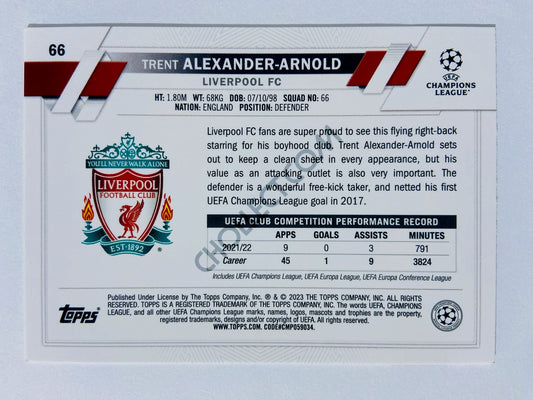 66
TRENT ALEXANDER-ARNOLD
LIVERPOOL FC
UEFA
CHAMPIONS
LEAGUE™
HT: 1.80M WT: 68KG DOB: 07/10/98 SQUAD NO: 66
NATION: ENGLAND POSITION: DEFENDER
YOU'LL NEVER WALK ALONE
LIVERPOOL
FOOTBALL CLUB
EST·1892
®
Liverpool FC fans are super proud to see this flying right-back
starring for his boyhood club. Trent Alexander-Arnold sets
out to keep a clean sheet in every appearance, but his
value as an attacking outlet is also very important. The
defender is a wonderful free-kick taker, and netted his first
UEFA Champions League goal in 2017.
UEFA CLUB COMPETITION PERFORMANCE RECORD
APPS GOALS ASSISTS MINUTES
2021/22 9 0 3 791
Career 45 1 9 3824
Includes UEFA Champions League, UEFA Europa League, UEFA Europa Conference League
Topps
Published Under License by The Topps Company, Inc. ® & © 2023 THE TOPPS COMPANY, INC. ALL RIGHTS
RESERVED. TOPPS IS A REGISTERED TRADEMARK OF THE TOPPS COMPANY, INC. The words UEFA, CHAMPIONS
LEAGUE, and all other UEFA Champions League marks, names, logos, mascots and trophies are the property,
registered trademarks, designs and/or copyright of UEFA. All rights reserved.
WWW.TOPPS.COM. CODE#CMP059034.